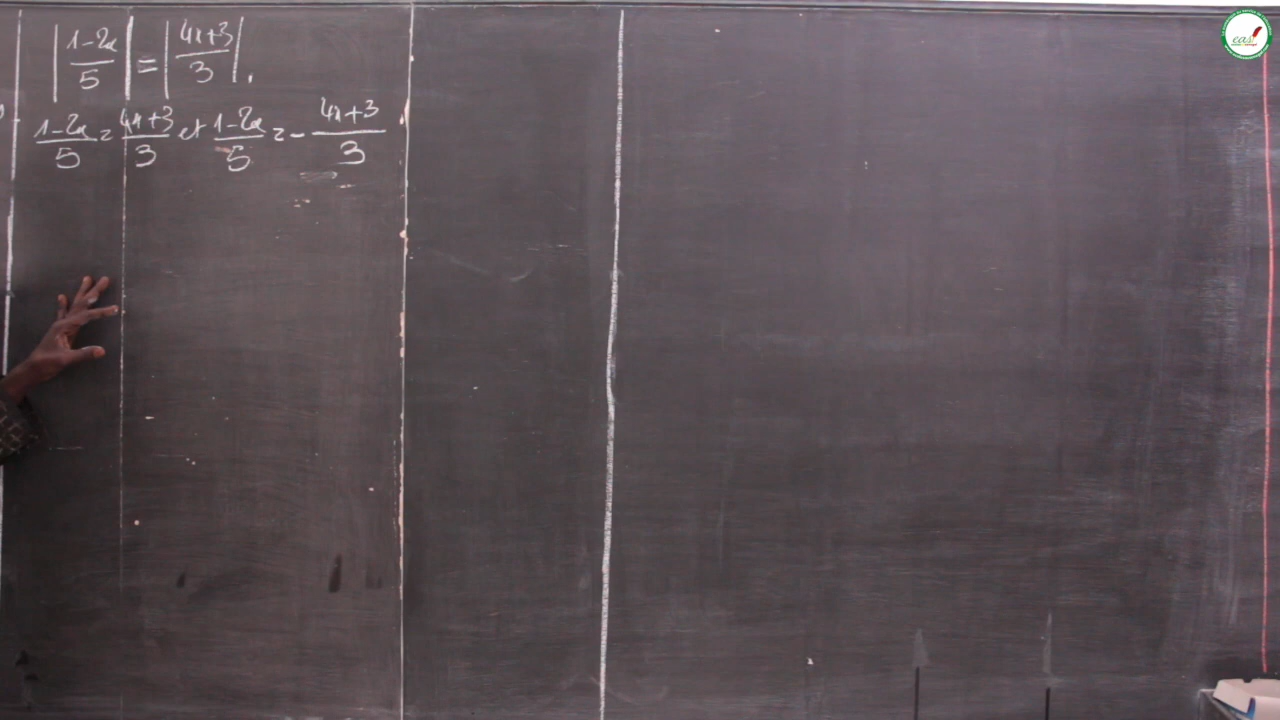 |1-2x/5| = |4x+3/3|.
1-2x/5 = 4x+3/3 et 1-2x/5 = - 4x+3/3
eas!